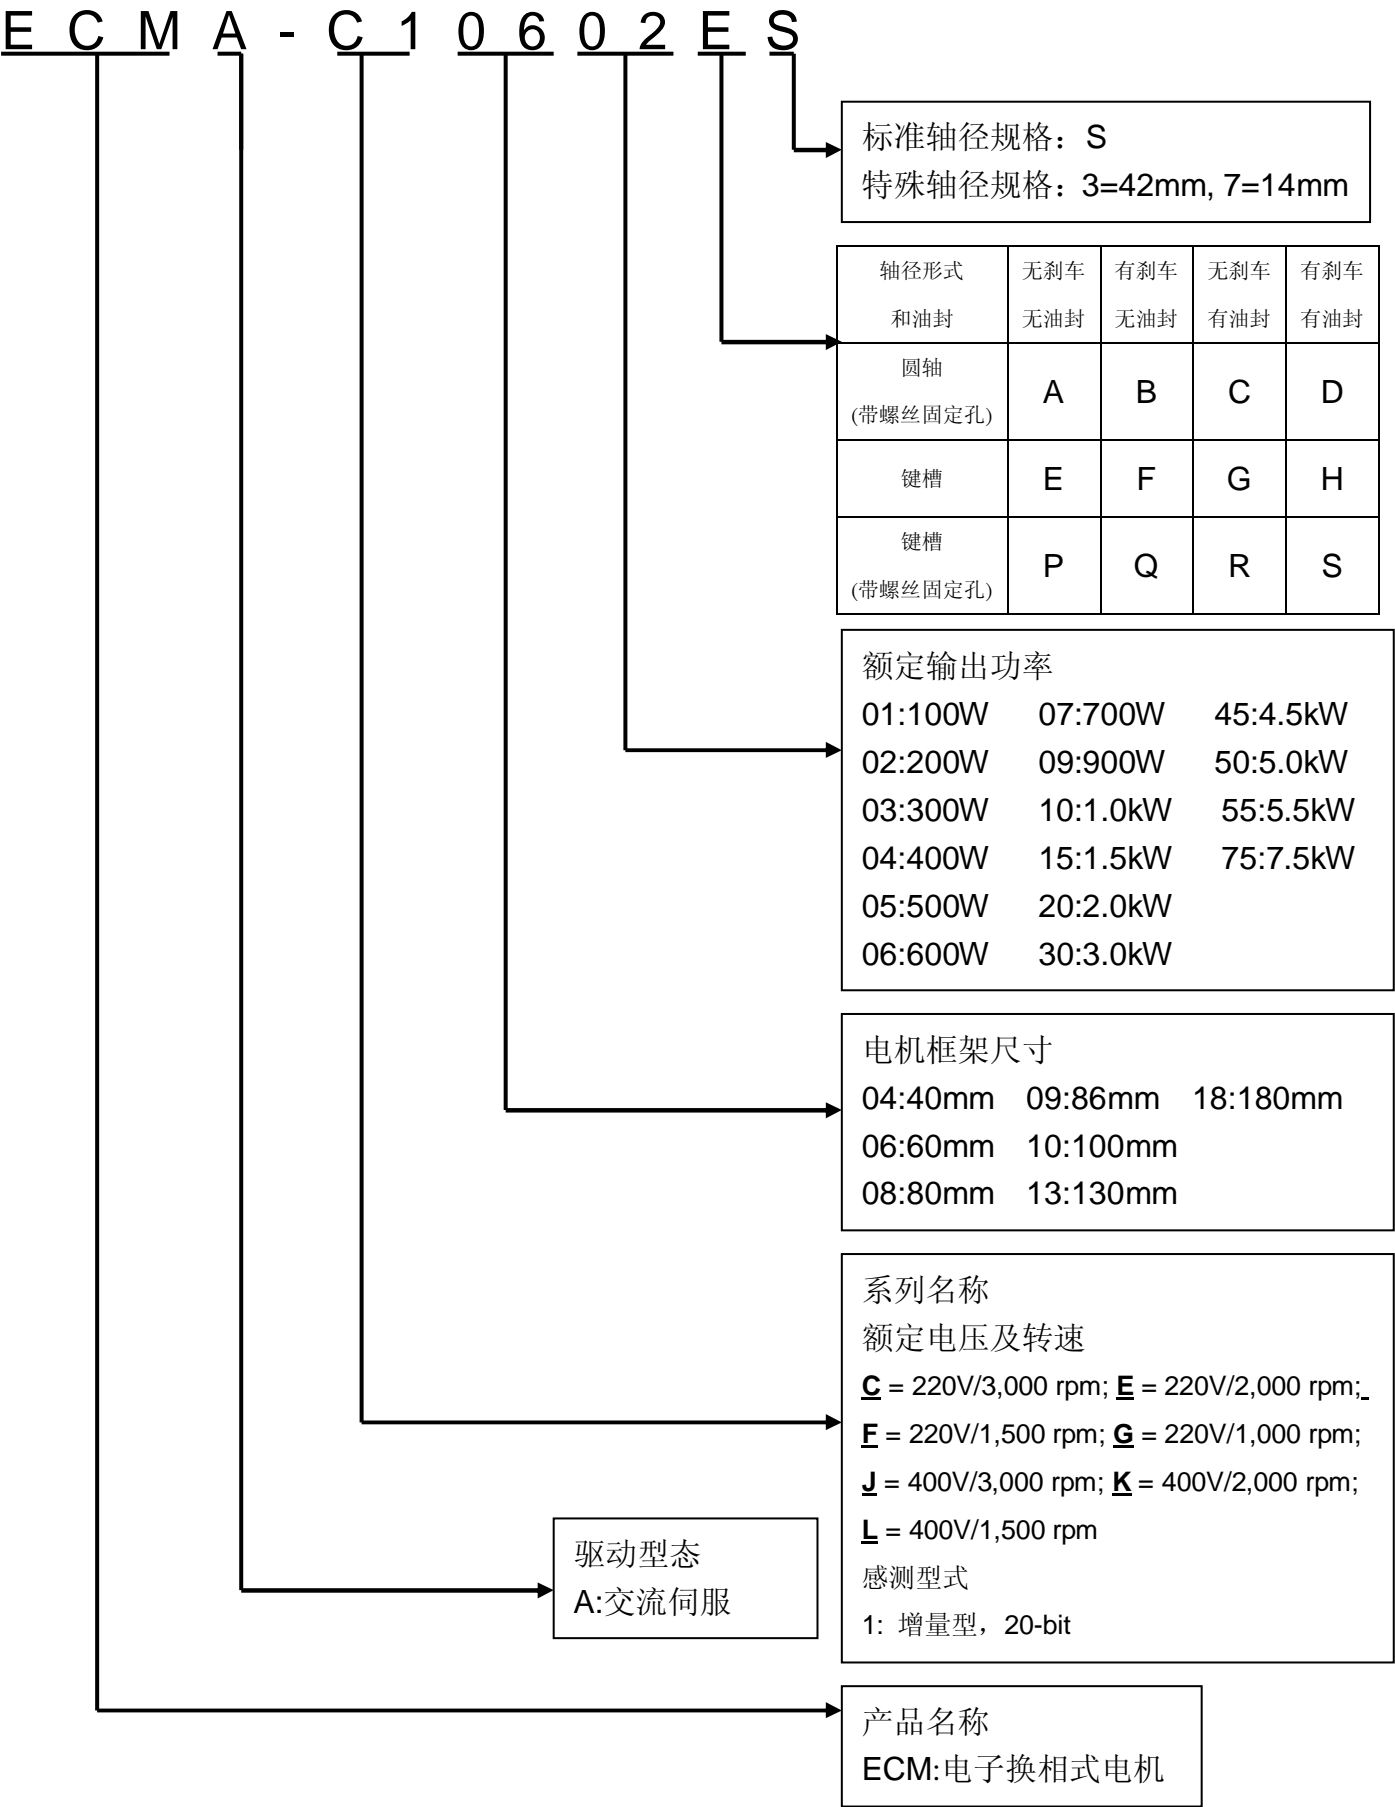 ECMA-C10602ES
标准轴径规格：S
特殊轴径规格：3=42mm, 7=14mm
轴径形式 无刹车 有刹车 无刹车 有刹车
和油封 无油封 无油封 有油封 有油封
圆轴
(带螺丝固定孔) A B C D
键槽 E F G H
键槽
(带螺丝固定孔) P Q R S
额定输出功率
01:100W 07:700W 45:4.5kW
02:200W 09:900W 50:5.0kW
03:300W 10:1.0kW 55:5.5kW
04:400W 15:1.5kW 75:7.5kW
05:500W 20:2.0kW
06:600W 30:3.0kW
电机框架尺寸
04:40mm 09:86mm 18:180mm
06:60mm 10:100mm
08:80mm 13:130mm
系列名称
额定电压及转速
C = 220V/3,000 rpm; E = 220V/2,000 rpm;
F = 220V/1,500 rpm; G = 220V/1,000 rpm;
J = 400V/3,000 rpm; K = 400V/2,000 rpm;
L = 400V/1,500 rpm
感测型式
1: 增量型，20-bit
驱动型态
A:交流伺服
产品名称
ECM:电子换相式电机